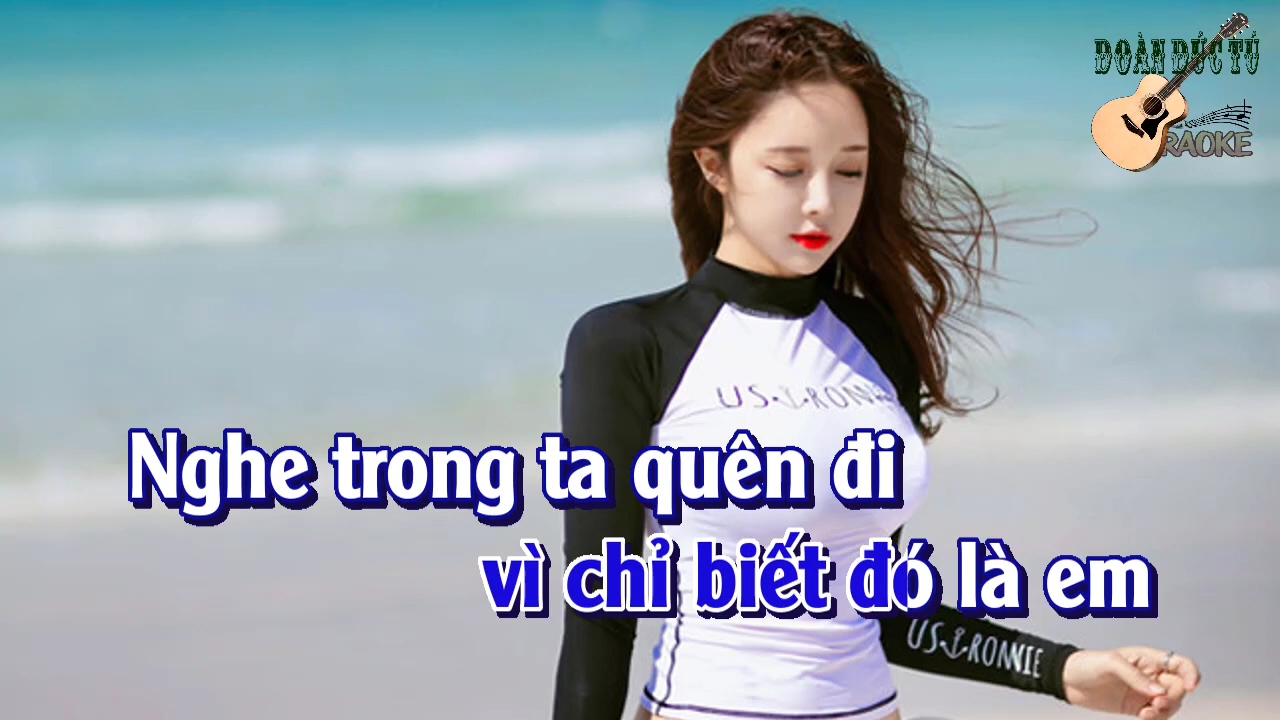 ĐOÀN ĐỨC TÚ
RAOKE
US⚓RONNIE
Nghe trong ta quên đi
vì chỉ biết đó là em
US⚓RONNIE